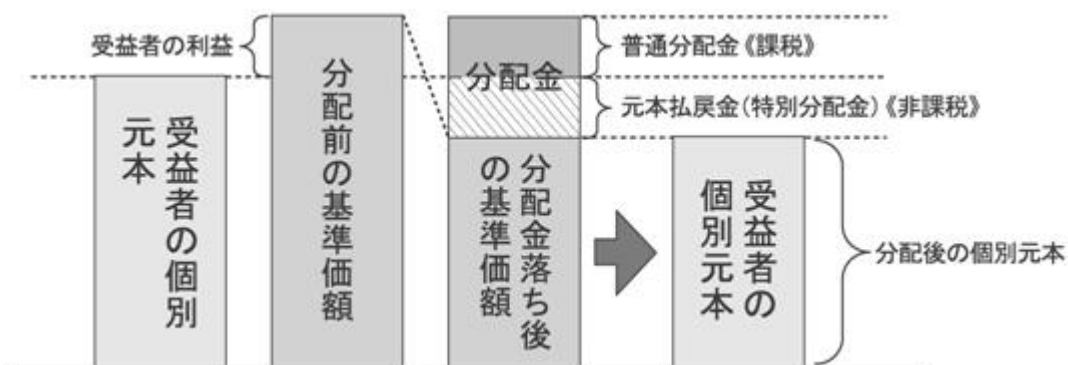 受益者の利益
受益者の個別
元本
分配前の基準価額
分配金
普通分配金《課税》
元本払戻金(特別分配金)《非課税》
分配金落ち後
の基準価額
受益者の
個別元本
分配後の個別元本